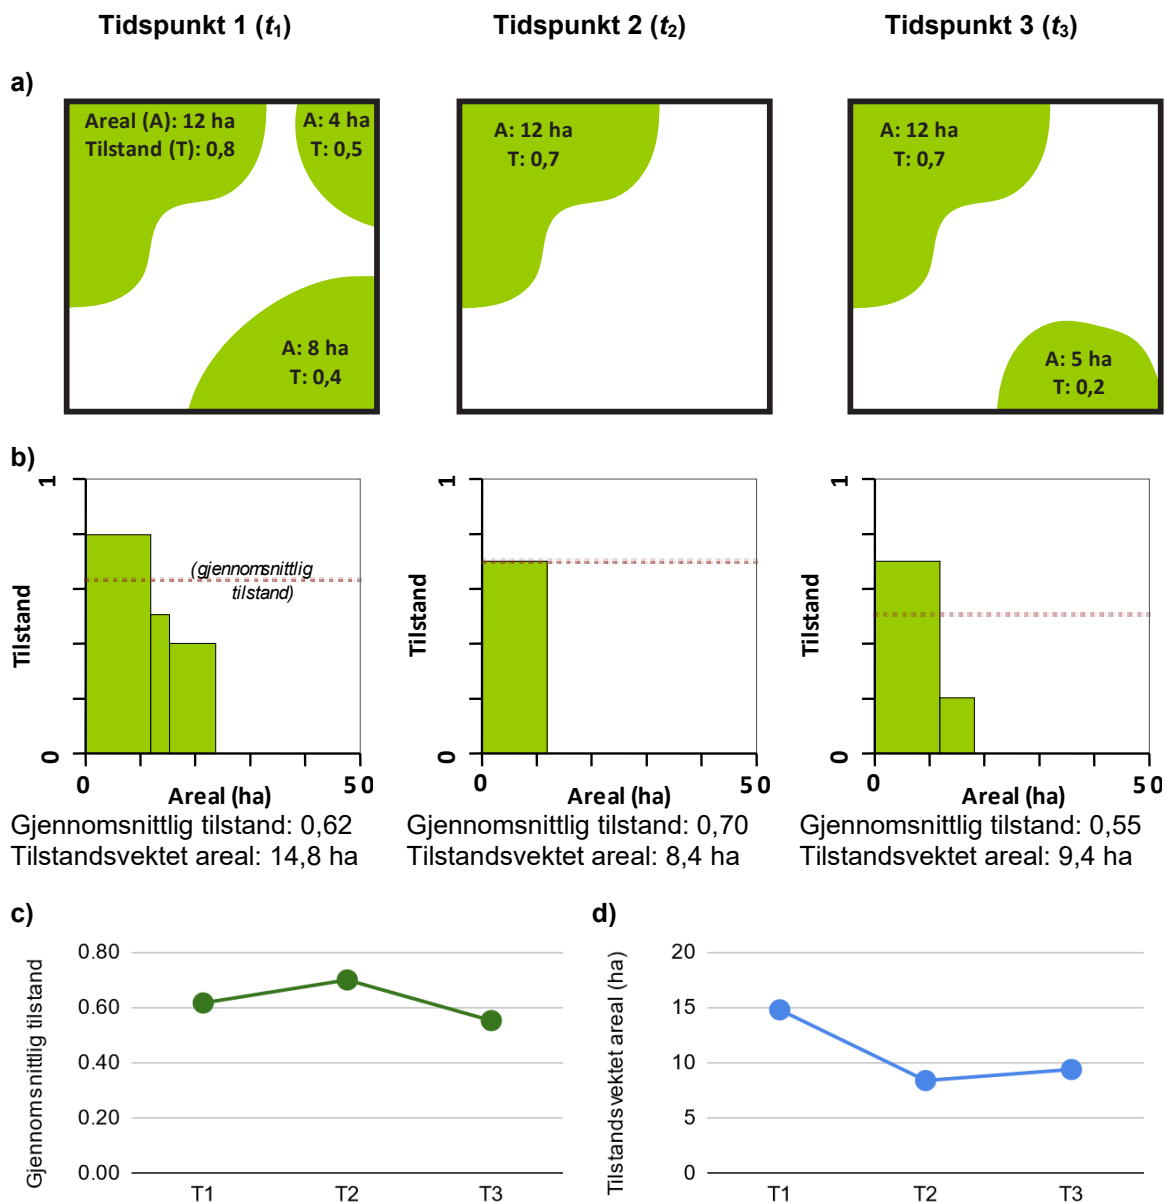 Tidspunkt 1 (t1)
Tidspunkt 2 (t2)
Tidspunkt 3 (t3)
a)
Areal (A): 12 ha
Tilstand (T): 0,8
A: 4 ha
T: 0,5
A: 8 ha
T: 0,4
A: 12 ha
T: 0,7
A: 12 ha
T: 0,7
A: 5 ha
T: 0,2
b)
1
Tilstand
0
(gjennomsnittlig
tilstand)
0
50
Areal (ha)
1
Tilstand
0
0
50
Areal (ha)
1
Tilstand
0
0
50
Areal (ha)
Gjennomsnittlig tilstand: 0,62
Tilstandsvektet areal: 14,8 ha
Gjennomsnittlig tilstand: 0,70
Tilstandsvektet areal: 8,4 ha
Gjennomsnittlig tilstand: 0,55
Tilstandsvektet areal: 9,4 ha
c)
Gjennomsnittlig tilstand
0.80
0.60
0.40
0.20
0.00
T1
T2
T3
d)
Tilstandsvektet areal (ha)
20
15
10
5
0
T1
T2
T3